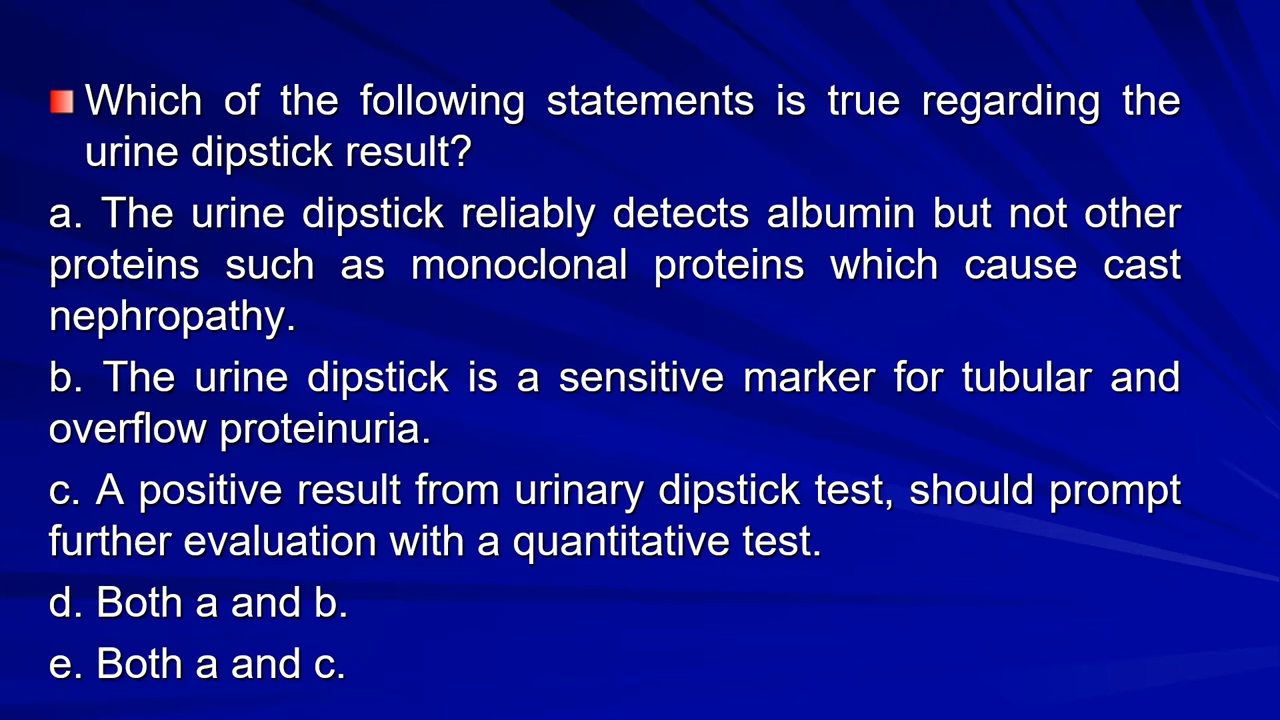 Which of the following statements is true regarding the
urine dipstick result?
a. The urine dipstick reliably detects albumin but not other
proteins such as monoclonal proteins which cause cast
nephropathy.
b. The urine dipstick is a sensitive marker for tubular and
overflow proteinuria.
c. A positive result from urinary dipstick test, should prompt
further evaluation with a quantitative test.
d. Both a and b.
e. Both a and c.